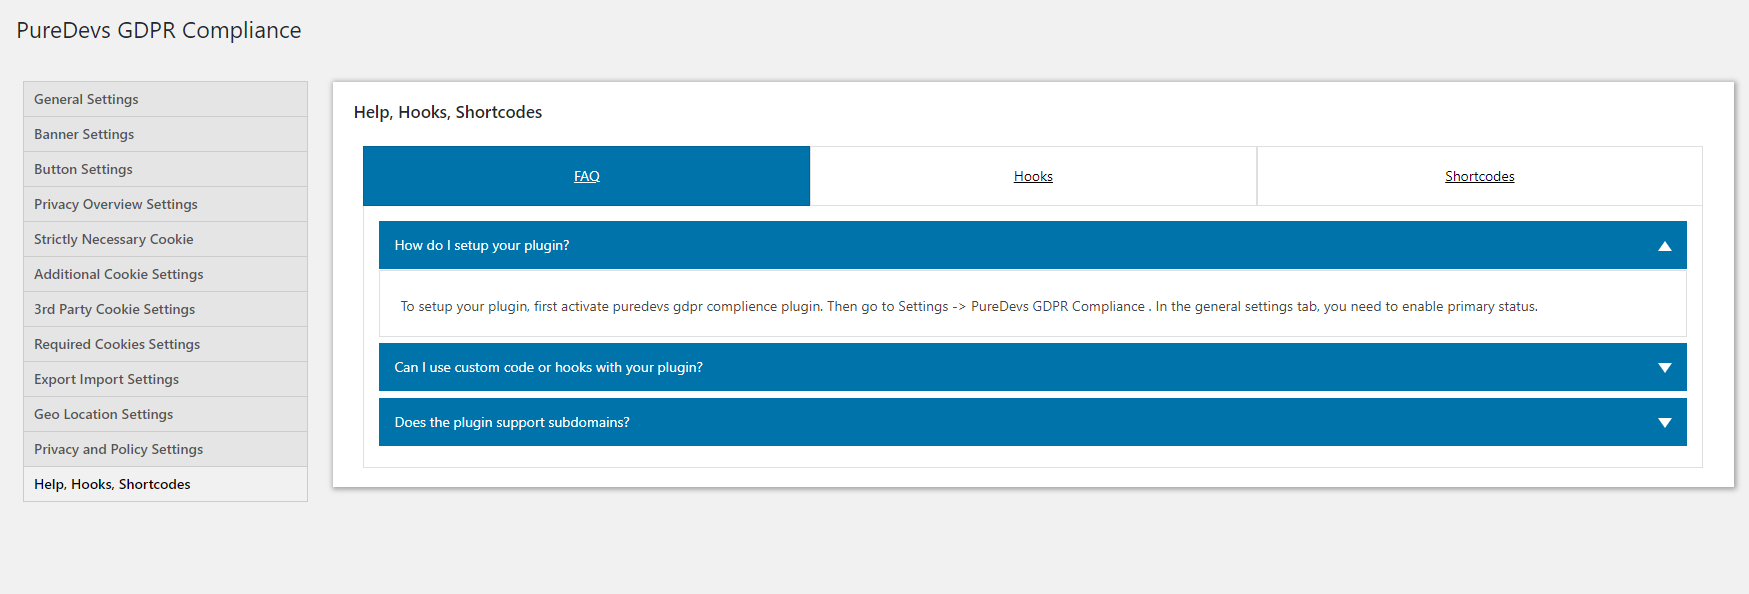 PureDevs GDPR Compliance
General Settings
Banner Settings
Button Settings
Privacy Overview Settings
Strictly Necessary Cookie
Additional Cookie Settings
3rd Party Cookie Settings
Required Cookies Settings
Export Import Settings
Geo Location Settings
Privacy and Policy Settings
Help, Hooks, Shortcodes
Help, Hooks, Shortcodes
FAQ
Hooks
Shortcodes
How do I setup your plugin?
To setup your plugin, first activate puredevs gdpr complience plugin. Then go to Settings -> PureDevs GDPR Compliance . In the general settings tab, you need to enable primary status.
Can I use custom code or hooks with your plugin?
Does the plugin support subdomains?